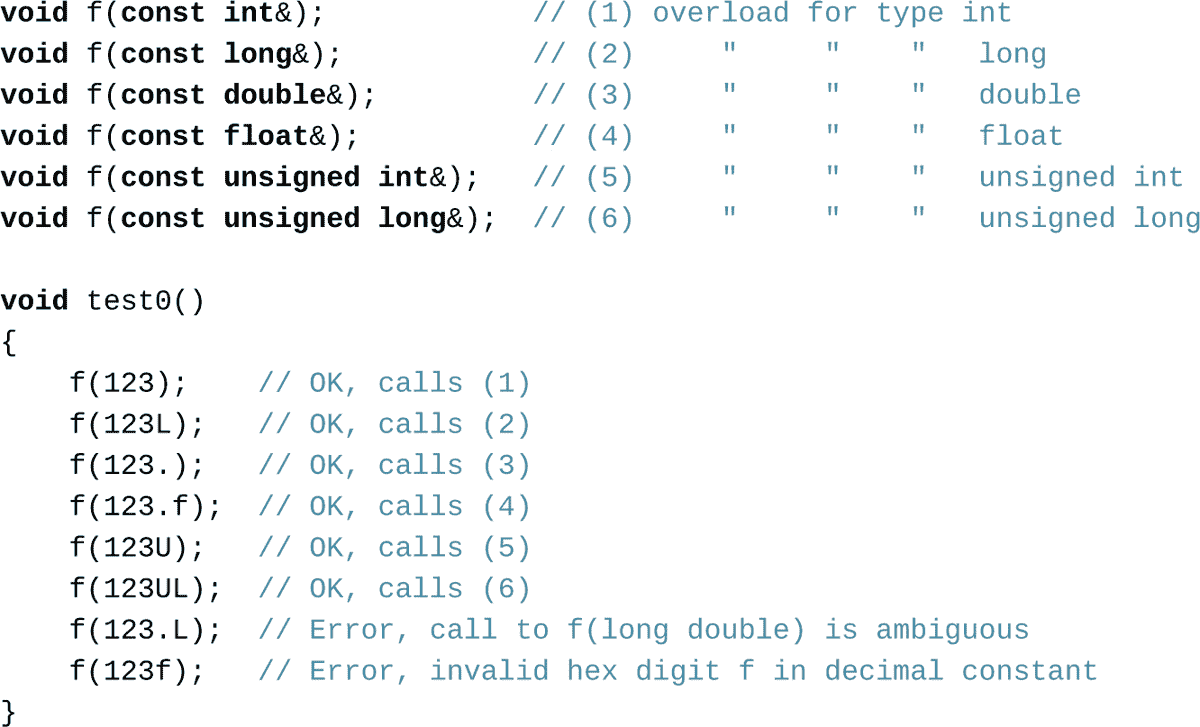 void f(const int&);            // (1) overload for type int
void f(const long&);           // (2)     "     "    "   long
void f(const double&);         // (3)     "     "    "   double
void f(const float&);          // (4)     "     "    "   float
void f(const unsigned int&);   // (5)     "     "    "   unsigned int
void f(const unsigned long&);  // (6)     "     "    "   unsigned long

void test0()
{
    f(123);    // OK, calls (1)
    f(123L);   // OK, calls (2)
    f(123.);   // OK, calls (3)
    f(123.f);  // OK, calls (4)
    f(123U);   // OK, calls (5)
    f(123UL);  // OK, calls (6)
    f(123.L);  // Error, call to f(long double) is ambiguous
    f(123f);   // Error, invalid hex digit f in decimal constant
}